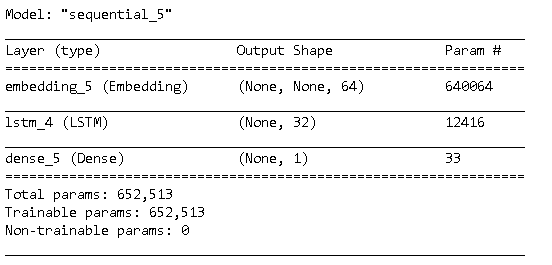 Model: "sequential_5"
Layer (type) Output Shape Param #
embedding_5 (Embedding) (None, None, 64) 640064
lstm_4 (LSTM) (None, 32) 12416
dense_5 (Dense) (None, 1) 33
Total params: 652,513
Trainable params: 652,513
Non-trainable params: 0